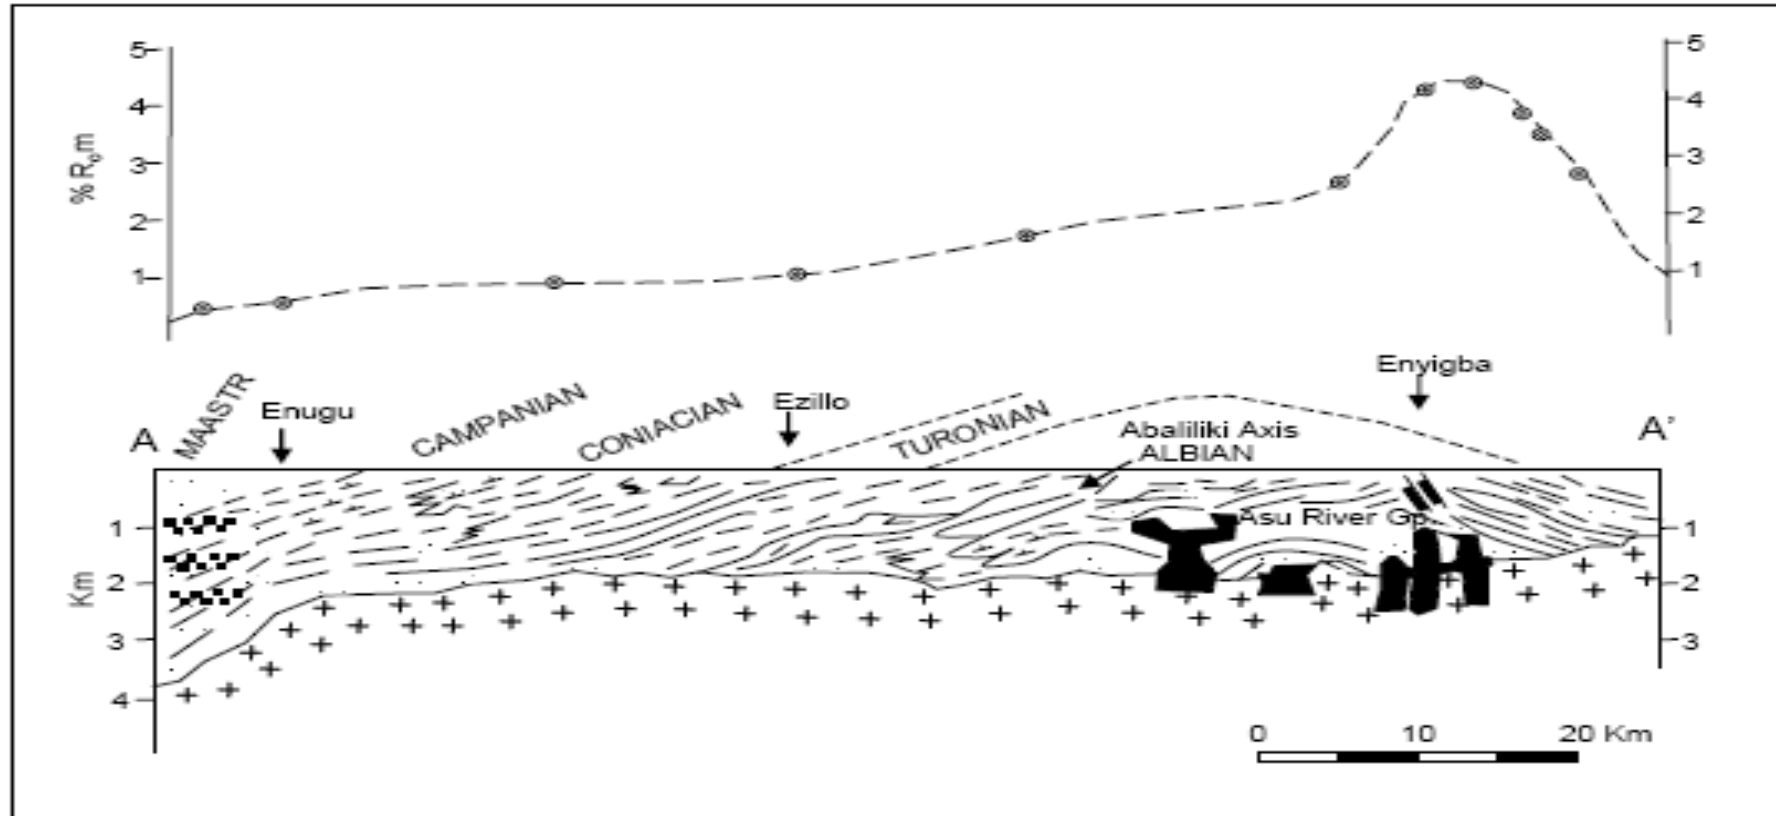 5
4
3
2
1
% Rom
5
4
3
2
1
MAASTR
Enugu
CAMPANIAN
CONIACIAN
Ezillo
TURONIAN
Enyigba
A
Abaliliki Axis
ALBIAN
A'
Asu River Gp.
1
2
3
4
Km
1
2
3
0 10 20 Km